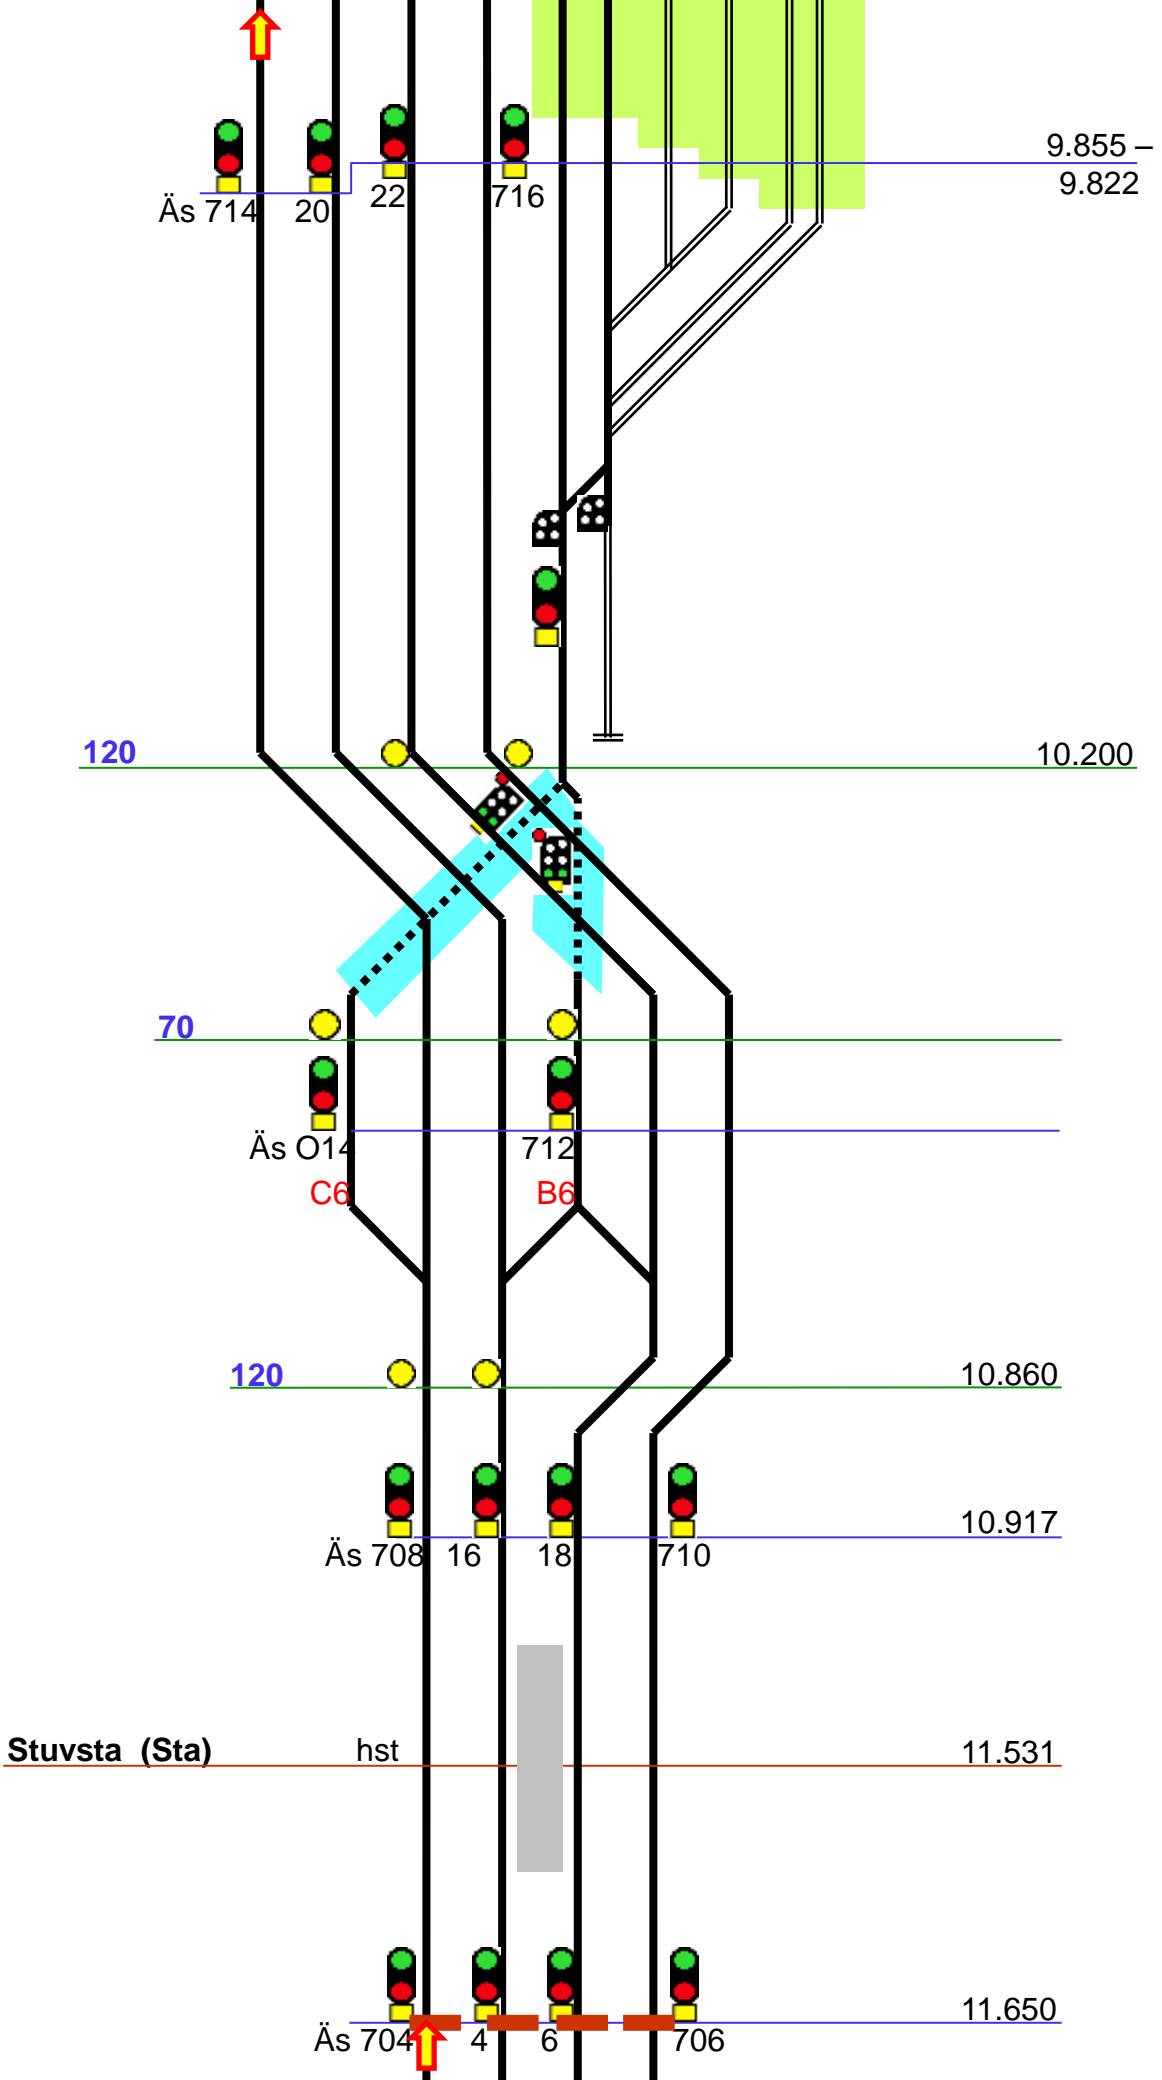 9.855 –
9.822
Äs 714 20 22 716
120 10.200
70
Äs O14 712
C6 B6
120 10.860
10.917
Äs 708 16 18 710
Stuvsta (Sta) hst 11.531
11.650
Äs 704 4 6 706